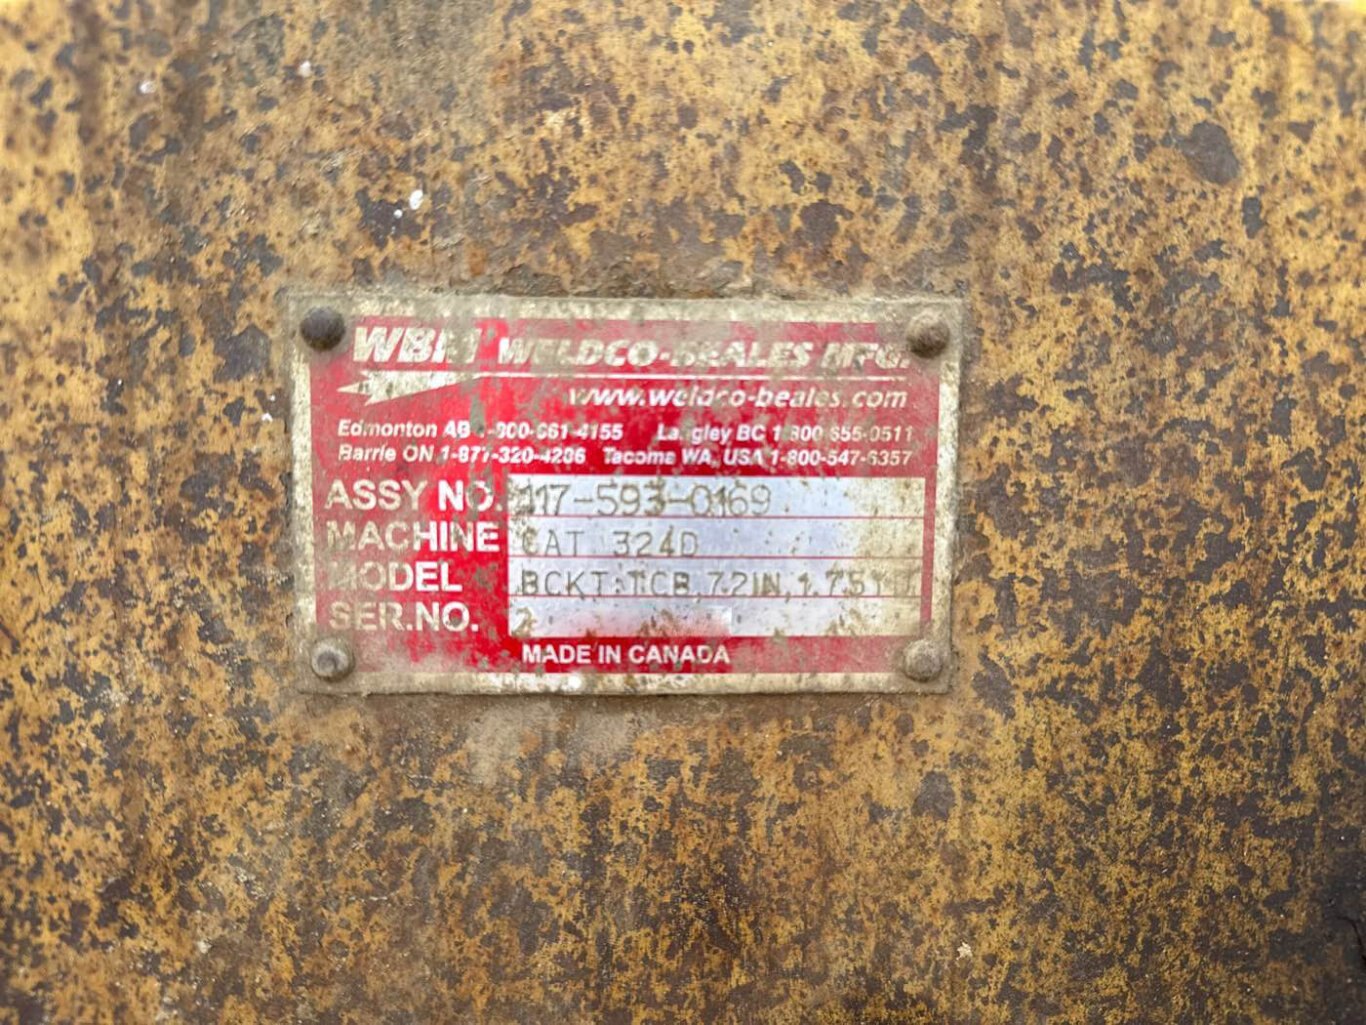 WBM WELDCO-BEALES MFG.
www.weldco-beales.com
Edmonton AB 1-800-661-4155 Langley BC 1-800-655-0511
Barrie ON 1-877-320-4206 Tacoma WA, USA 1-800-547-6357
ASSY NO. 117-593-0169
MACHINE CAT 324D
MODEL BCKT:TCB,72IN,1.75
SER.NO. 2
MADE IN CANADA